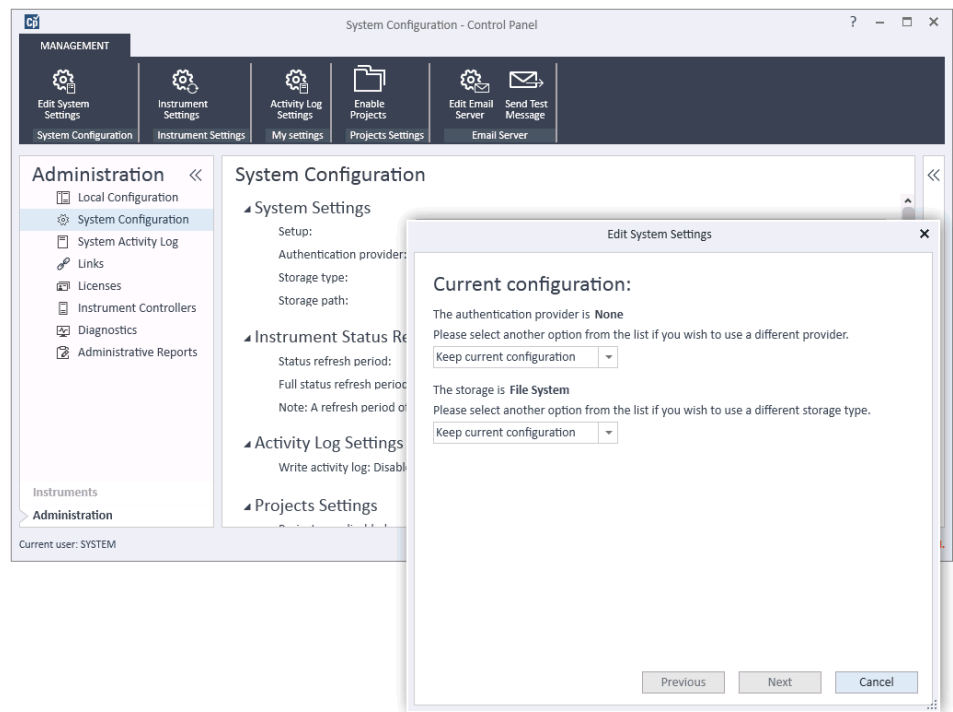 Cp
System Configuration - Control Panel
?
MANAGEMENT
Edit System Settings
Instrument Settings
Activity Log Settings
Enable Projects
Edit Email Server
Send Test Message
System Configuration
Instrument Settings
My settings
Projects Settings
Email Server
Administration
Local Configuration
System Configuration
System Activity Log
Links
Licenses
Instrument Controllers
Diagnostics
Administrative Reports
Instruments
Administration
Current user: SYSTEM
System Configuration
System Settings
Setup:
Authentication provider:
Storage type:
Storage path:
Instrument Status Re
Status refresh period:
Full status refresh period
Note: A refresh period of
Activity Log Settings
Write activity log: Disabl
Projects Settings
Edit System Settings
Current configuration:
The authentication provider is None
Please select another option from the list if you wish to use a different provider.
Keep current configuration
The storage is File System
Please select another option from the list if you wish to use a different storage type.
Keep current configuration
Previous
Next
Cancel